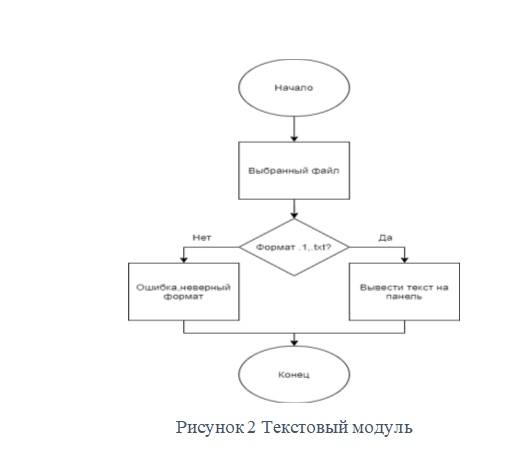 Начало
Выбранный файл
Формат .1,.txt?
Нет
Да
Ошибка,неверный
формат
Вывести текст на
панель
Конец
Рисунок 2 Текстовый модуль